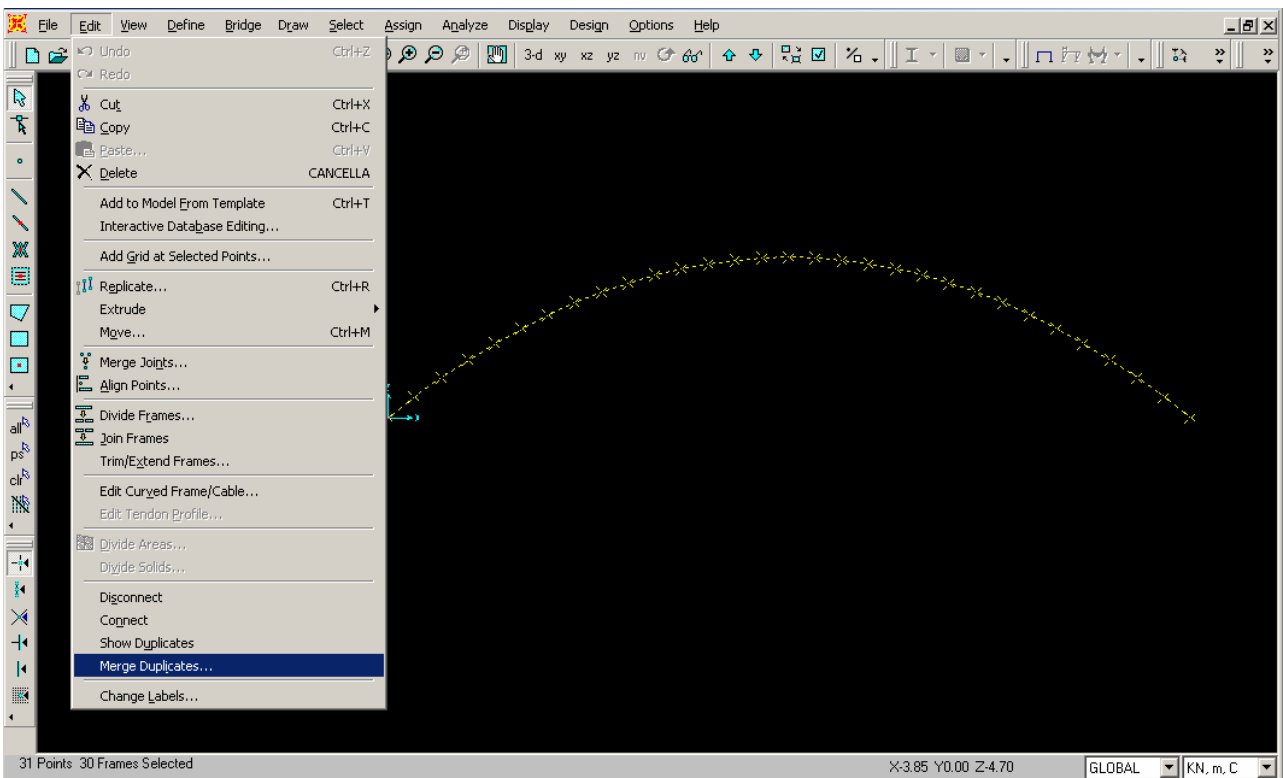 File Edit View Define Bridge Draw Select Assign Analyze Display Design Options Help
3-d xy xz yz nv
Undo Ctrl+Z
Redo
Cut Ctrl+X
Copy Ctrl+C
Paste... Ctrl+V
Delete CANCELLA
Add to Model From Template Ctrl+T
Interactive Database Editing...
Add Grid at Selected Points...
Replicate... Ctrl+R
Extrude
Move... Ctrl+M
Merge Joints...
Align Points...
Divide Frames...
Join Frames
Trim/Extend Frames...
Edit Curved Frame/Cable...
Edit Tendon Profile...
Divide Areas...
Divide Solids...
Disconnect
Connect
Show Duplicates
Merge Duplicates...
Change Labels...
all
ps
clr
31 Points 30 Frames Selected
X-3.85 Y0.00 Z-4.70
GLOBAL
KN, m, C